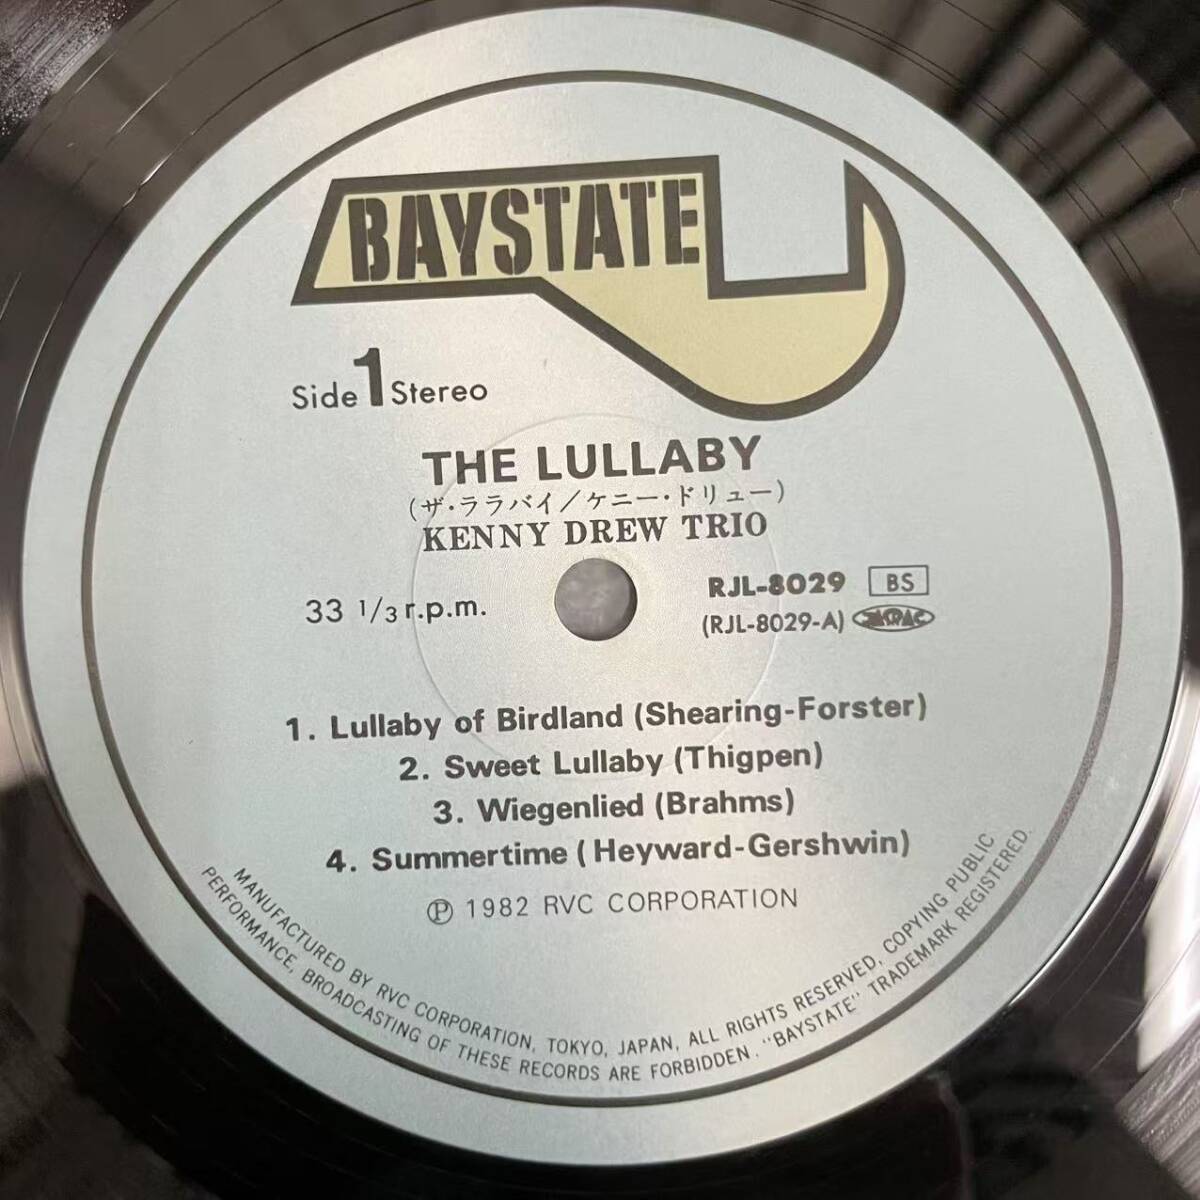 BAYSTATE
Side 1 Stereo
THE LULLABY
(ザ・ララバイ/ケニー・ドリュー)
KENNY DREW TRIO
33 1/3 r.p.m.
RJL-8029 BS
(RJL-8029-A)
1. Lullaby of Birdland (Shearing-Forster)
2. Sweet Lullaby (Thigpen)
3. Wiegenlied (Brahms)
4. Summertime ( Heyward-Gershwin)
Ⓟ 1982 RVC CORPORATION
MANUFACTURED BY RVC CORPORATION, TOKYO, JAPAN, ALL RIGHTS RESERVED, COPYING PUBLIC
PERFORMANCE, BROADCASTING OF THESE RECORDS ARE FORBIDDEN. "BAYSTATE" TRADEMARK REGISTERED.